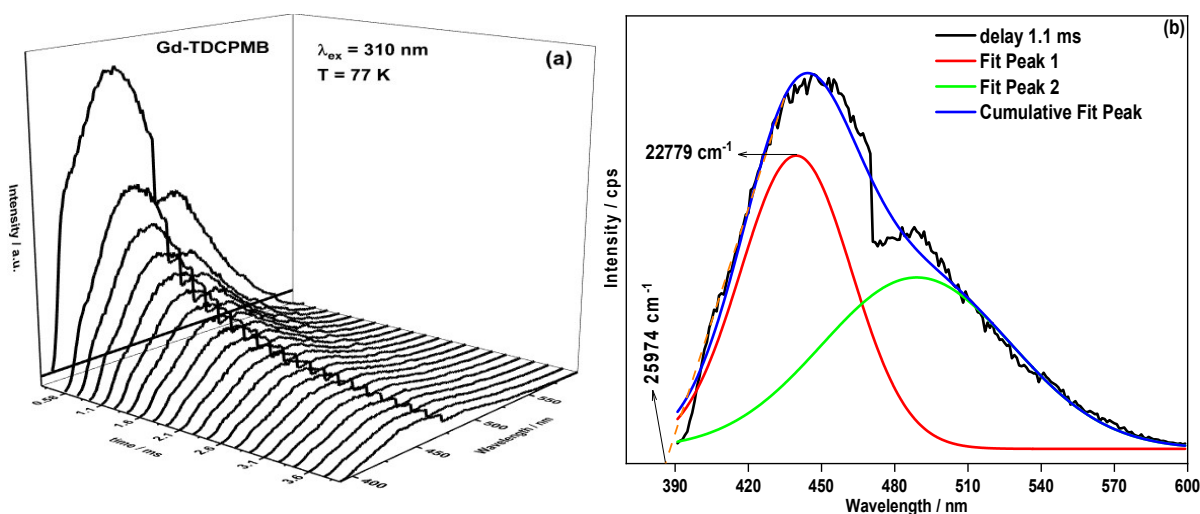 Gd-TDCPMB
λex = 310 nm
T = 77 K
(a)
Intensity / a.u.
0.58
1.1
1.6
2.1
2.6
3.1
3.6
time / ms
400
450
500
550
Wavelength / nm
(b)
delay 1.1 ms
Fit Peak 1
Fit Peak 2
Cumulative Fit Peak
22779 cm-1
25974 cm-1
Intensity / cps
390
420
450
480
510
540
570
600
Wavelength / nm